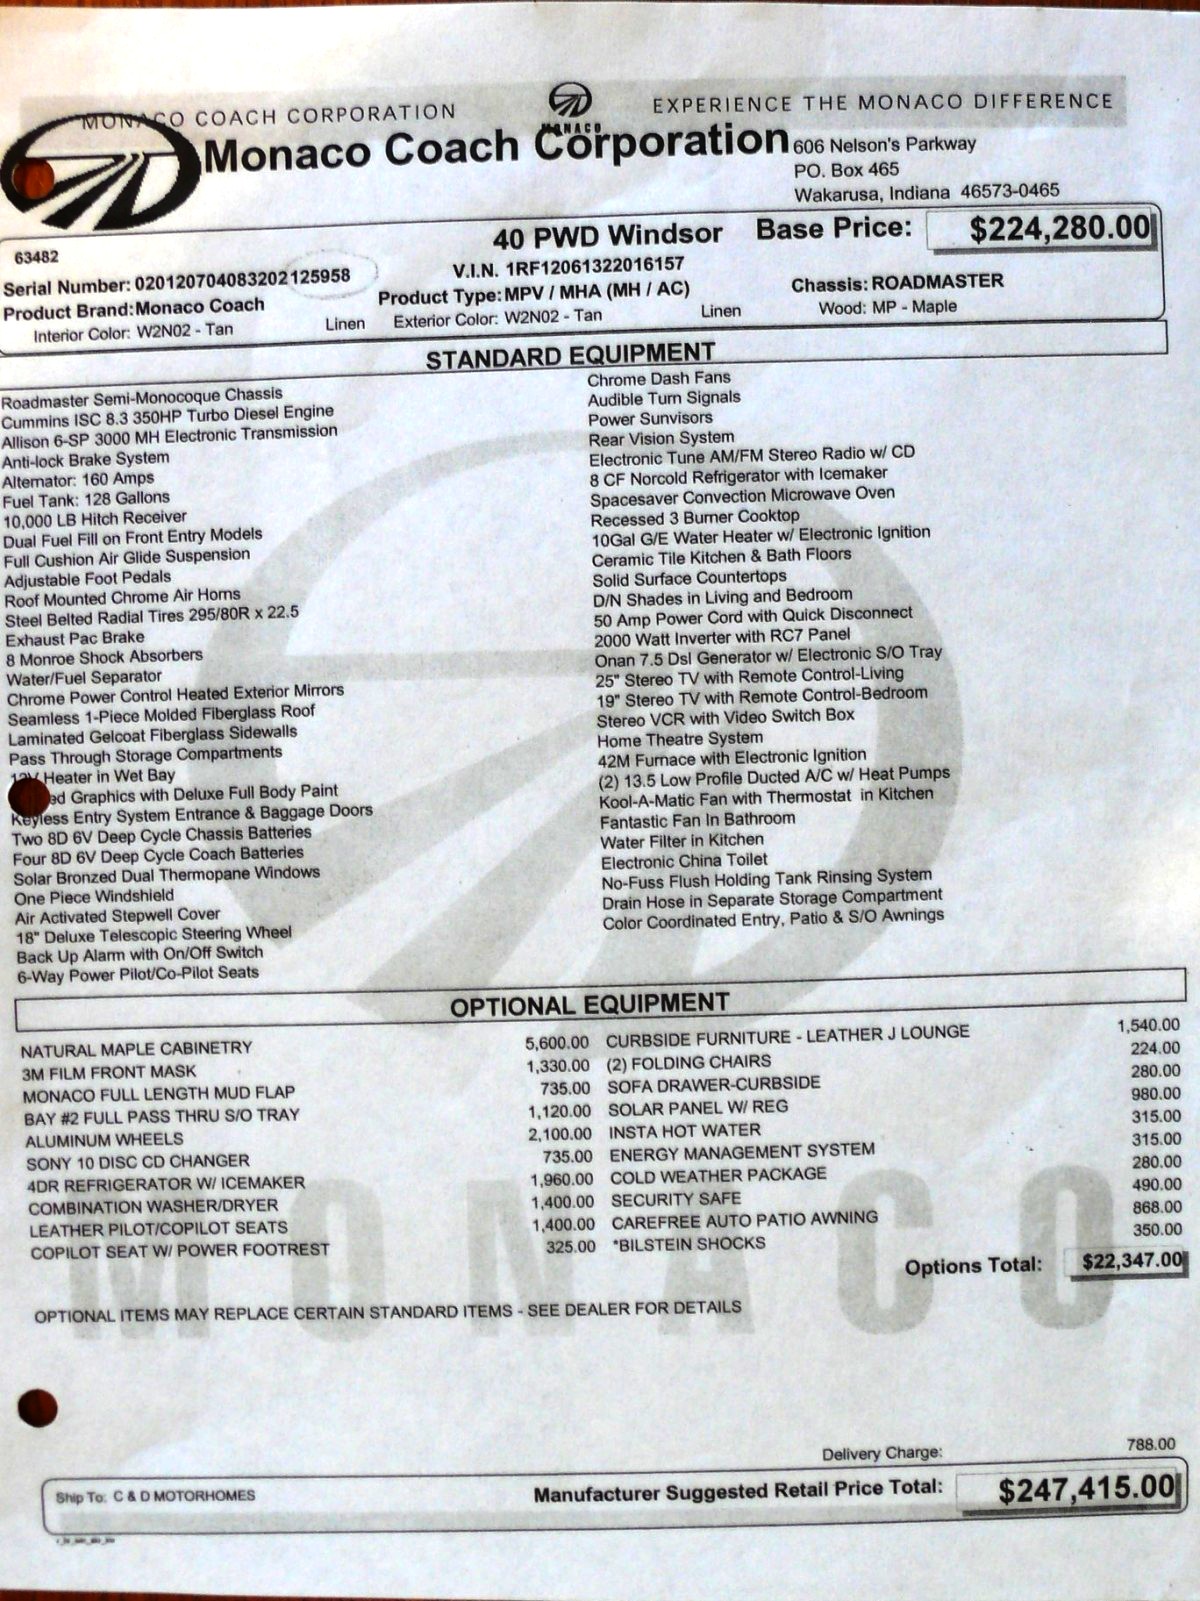 MONACO COACH CORPORATION
MONACO
EXPERIENCE THE MONACO DIFFERENCE
Monaco Coach Corporation
606 Nelson's Parkway
PO. Box 465
Wakarusa, Indiana 46573-0465
40 PWD Windsor Base Price: $224,280.00
63482
Serial Number: 020120704083202125958
V.I.N. 1RF12061322016157
Chassis: ROADMASTER
Product Brand: Monaco Coach
Product Type: MPV / MHA (MH / AC)
Wood: MP - Maple
Interior Color: W2N02 - Tan Linen
Exterior Color: W2N02 - Tan Linen
STANDARD EQUIPMENT
Roadmaster Semi-Monocoque Chassis
Cummins ISC 8.3 350HP Turbo Diesel Engine
Allison 6-SP 3000 MH Electronic Transmission
Anti-lock Brake System
Alternator: 160 Amps
Fuel Tank: 128 Gallons
10,000 LB Hitch Receiver
Dual Fuel Fill on Front Entry Models
Full Cushion Air Glide Suspension
Adjustable Foot Pedals
Roof Mounted Chrome Air Horns
Steel Belted Radial Tires 295/80R x 22.5
Exhaust Pac Brake
8 Monroe Shock Absorbers
Water/Fuel Separator
Chrome Power Control Heated Exterior Mirrors
Seamless 1-Piece Molded Fiberglass Roof
Laminated Gelcoat Fiberglass Sidewalls
Pass Through Storage Compartments
12V Heater in Wet Bay
ed Graphics with Deluxe Full Body Paint
Keyless Entry System Entrance & Baggage Doors
Two 8D 6V Deep Cycle Chassis Batteries
Four 8D 6V Deep Cycle Coach Batteries
Solar Bronzed Dual Thermopane Windows
One Piece Windshield
Air Activated Stepwell Cover
18" Deluxe Telescopic Steering Wheel
Back Up Alarm with On/Off Switch
6-Way Power Pilot/Co-Pilot Seats
Chrome Dash Fans
Audible Turn Signals
Power Sunvisors
Rear Vision System
Electronic Tune AM/FM Stereo Radio w/ CD
8 CF Norcold Refrigerator with Icemaker
Spacesaver Convection Microwave Oven
Recessed 3 Burner Cooktop
10Gal G/E Water Heater w/ Electronic Ignition
Ceramic Tile Kitchen & Bath Floors
Solid Surface Countertops
D/N Shades in Living and Bedroom
50 Amp Power Cord with Quick Disconnect
2000 Watt Inverter with RC7 Panel
Onan 7.5 Dsl Generator w/ Electronic S/O Tray
25" Stereo TV with Remote Control-Living
19" Stereo TV with Remote Control-Bedroom
Stereo VCR with Video Switch Box
Home Theatre System
42M Furnace with Electronic Ignition
(2) 13.5 Low Profile Ducted A/C w/ Heat Pumps
Kool-A-Matic Fan with Thermostat in Kitchen
Fantastic Fan In Bathroom
Water Filter in Kitchen
Electronic China Toilet
No-Fuss Flush Holding Tank Rinsing System
Drain Hose in Separate Storage Compartment
Color Coordinated Entry, Patio & S/O Awnings
OPTIONAL EQUIPMENT
NATURAL MAPLE CABINETRY 5,600.00
3M FILM FRONT MASK 1,330.00
MONACO FULL LENGTH MUD FLAP 735.00
BAY #2 FULL PASS THRU S/O TRAY 1,120.00
ALUMINUM WHEELS 2,100.00
SONY 10 DISC CD CHANGER 735.00
4DR REFRIGERATOR W/ ICEMAKER 1,960.00
COMBINATION WASHER/DRYER 1,400.00
LEATHER PILOT/COPILOT SEATS 1,400.00
COPILOT SEAT W/ POWER FOOTREST 325.00
CURBSIDE FURNITURE - LEATHER J LOUNGE 1,540.00
(2) FOLDING CHAIRS 224.00
SOFA DRAWER-CURBSIDE 280.00
SOLAR PANEL W/ REG 980.00
INSTA HOT WATER 315.00
ENERGY MANAGEMENT SYSTEM 315.00
COLD WEATHER PACKAGE 280.00
SECURITY SAFE 490.00
CAREFREE AUTO PATIO AWNING 868.00
*BILSTEIN SHOCKS 350.00
Options Total: $22,347.00
MONACO
OPTIONAL ITEMS MAY REPLACE CERTAIN STANDARD ITEMS - SEE DEALER FOR DETAILS
Delivery Charge: 788.00
Ship To: C & D MOTORHOMES
Manufacturer Suggested Retail Price Total: $247,415.00